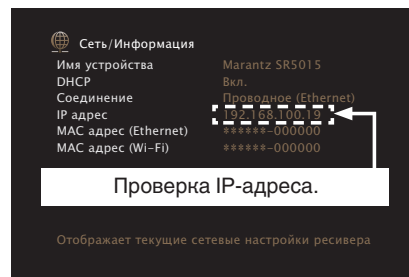 Сеть/Информация
Имя устройства Marantz SR5015
DHCP Вкл.
Соединение Проводное (Ethernet)
IP адрес 192.168.100.19
MAC адрес (Ethernet) ******-000000
MAC адрес (Wi-Fi) ******-000000
Проверка IP-адреса.
Отображает текущие сетевые настройки ресивера